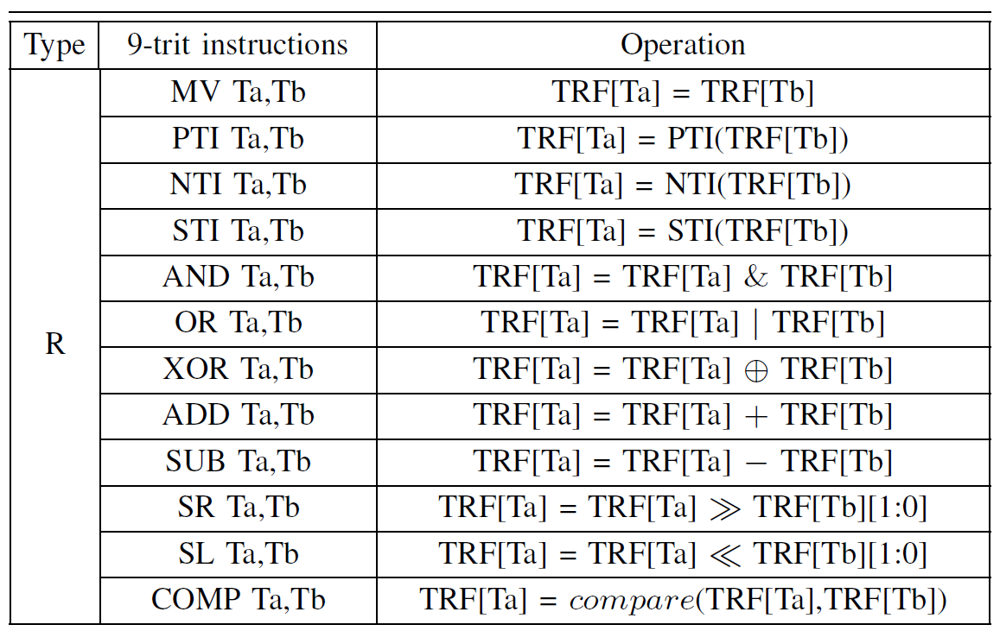 Type 9-trit instructions Operation
MV Ta,Tb TRF[Ta] = TRF[Tb]
PTI Ta,Tb TRF[Ta] = PTI(TRF[Tb])
NTI Ta,Tb TRF[Ta] = NTI(TRF[Tb])
STI Ta,Tb TRF[Ta] = STI(TRF[Tb])
AND Ta,Tb TRF[Ta] = TRF[Ta] & TRF[Tb]
OR Ta,Tb TRF[Ta] = TRF[Ta] | TRF[Tb]
R
XOR Ta,Tb TRF[Ta] = TRF[Ta] ⊕ TRF[Tb]
ADD Ta,Tb TRF[Ta] = TRF[Ta] + TRF[Tb]
SUB Ta,Tb TRF[Ta] = TRF[Ta] − TRF[Tb]
SR Ta,Tb TRF[Ta] = TRF[Ta] ≫ TRF[Tb][1:0]
SL Ta,Tb TRF[Ta] = TRF[Ta] ≪ TRF[Tb][1:0]
COMP Ta,Tb TRF[Ta] = compare(TRF[Ta],TRF[Tb])